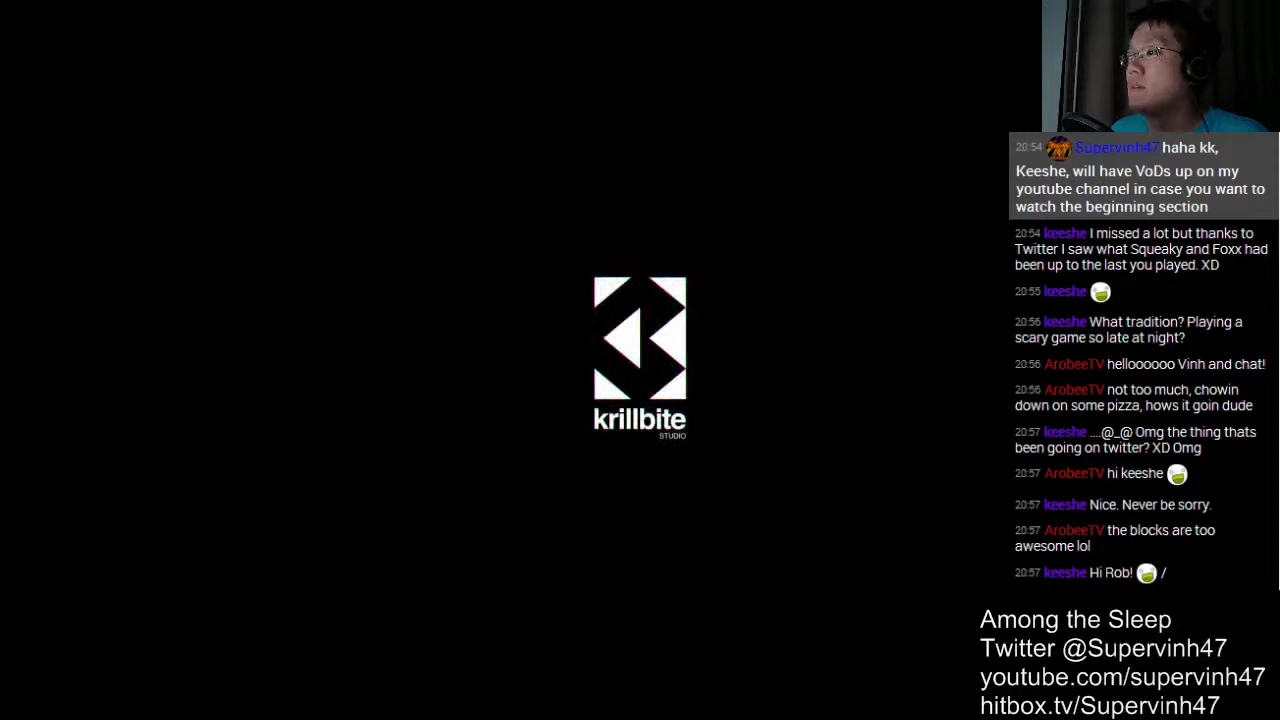 krillbite
STUDIO
20:54 Supervinh47 haha kk,
Keeshe, will have VoDs up on my
youtube channel in case you want to
watch the beginning section
20:54 keeshe I missed a lot but thanks to
Twitter I saw what Squeaky and Foxx had
been up to the last you played. XD
20:55 keeshe
20:56 keeshe What tradition? Playing a
scary game so late at night?
20:56 ArobeeTV helloooooo Vinh and chat!
20:56 ArobeeTV not too much, chowin
down on some pizza, hows it goin dude
20:57 keeshe ....@_@ Omg the thing thats
been going on twitter? XD Omg
20:57 ArobeeTV hi keeshe
20:57 keeshe Nice. Never be sorry.
20:57 ArobeeTV the blocks are too
awesome lol
20:57 keeshe Hi Rob! /
Among the Sleep
Twitter @Supervinh47
youtube.com/supervinh47
hitbox.tv/Supervinh47